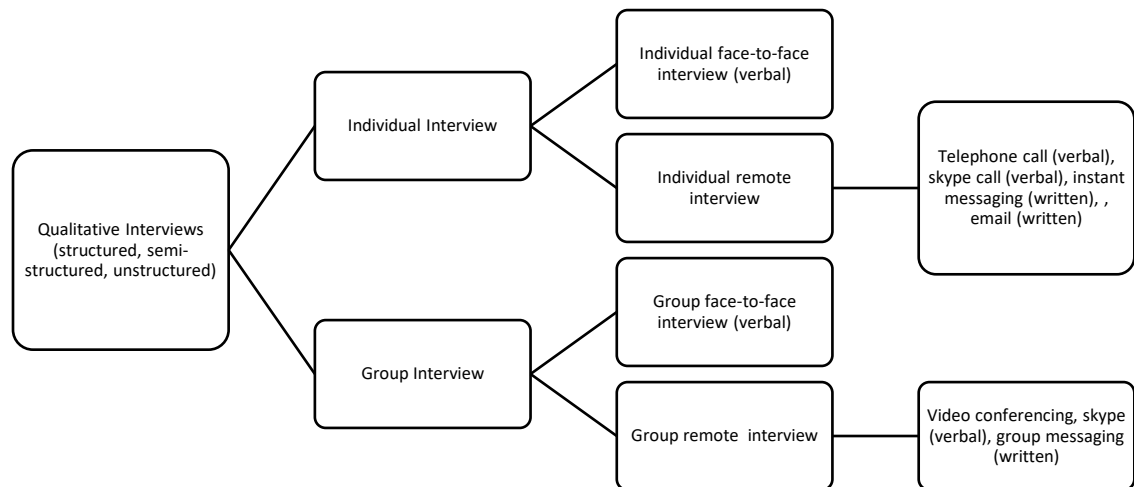 Qualitative Interviews
(structured, semi-
structured, unstructured)
Individual Interview
Group Interview
Individual face-to-face
interview (verbal)
Individual remote
interview
Group face-to-face
interview (verbal)
Group remote  interview
Telephone call (verbal),
skype call (verbal), instant
messaging (written), ,
email (written)
Video conferencing, skype
(verbal), group messaging
(written)